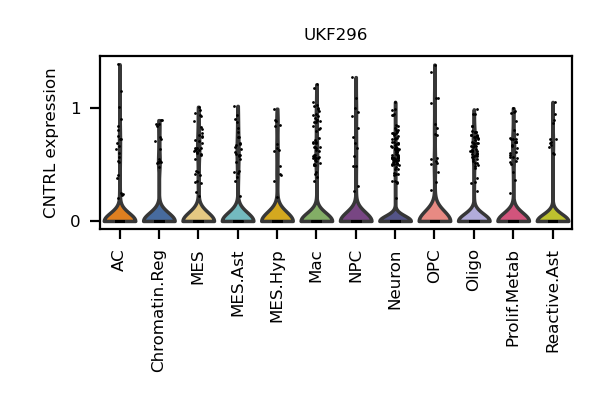 UKF296
CNTRL expression
1
0
AC
Chromatin.Reg
MES
MES.Ast
MES.Hyp
Mac
NPC
Neuron
OPC
Oligo
Prolif.Metab
Reactive.Ast